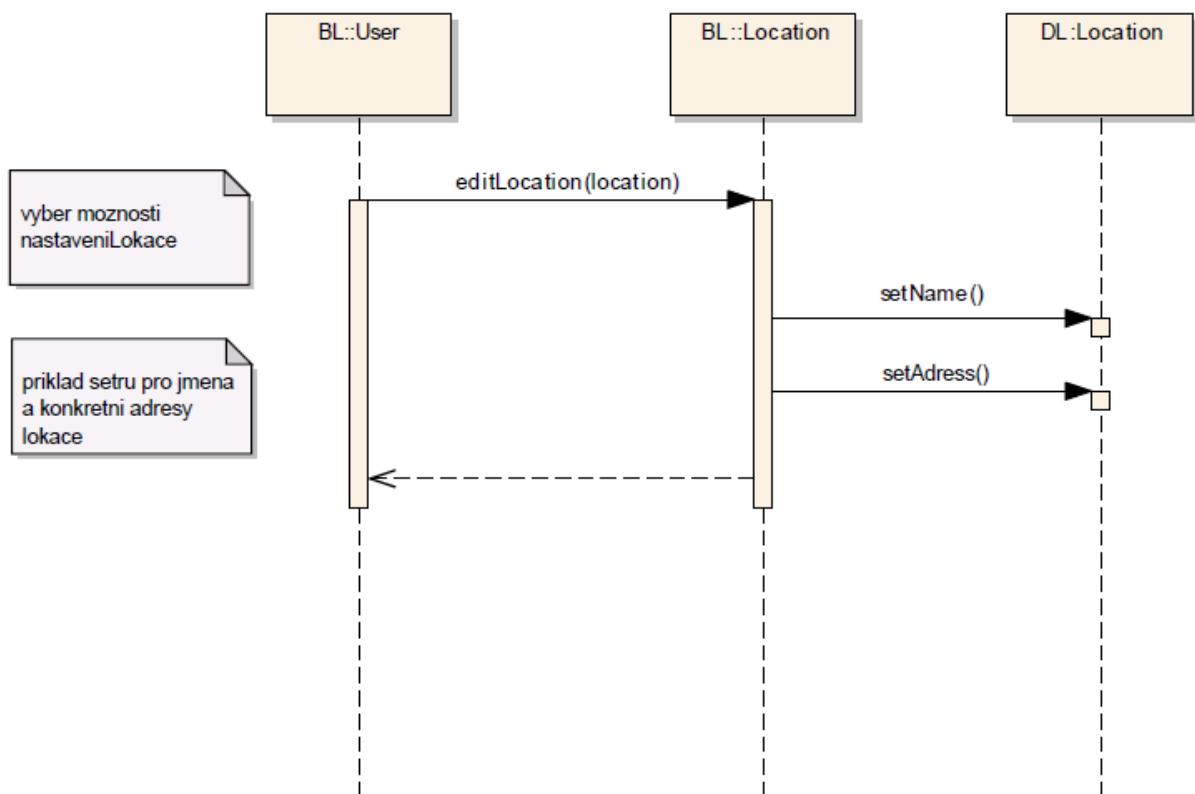 BL::User
BL::Location
DL:Location
editLocation(location)
vyber moznosti
nastaveniLokace
setName()
priklad setru pro jmena
a konkretni adresy
lokace
setAdress()